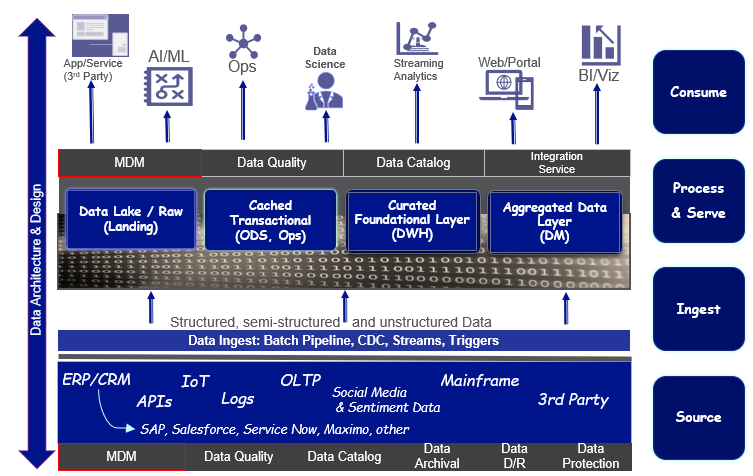 App/Service
(3rd Party)
AI/ML
Ops
Data
Science
Streaming
Analytics
Web/Portal
BI/Viz
Consume
MDM
Data Quality
Data Catalog
Integration
Service
Process
& Serve
Data Lake / Raw
(Landing)
Cached
Transactional
(ODS, Ops)
Curated
Foundational Layer
(DWH)
Aggregated Data
Layer
(DM)
Data Architecture & Design
Ingest
Structured, semi-structured and unstructured Data
Data Ingest: Batch Pipeline, CDC, Streams, Triggers
ERP/CRM
IoT
OLTP
Mainframe
APIs
Logs
Social Media
& Sentiment Data
3rd Party
SAP, Salesforce, Service Now, Maximo, other
Source
MDM
Data Quality
Data Catalog
Data
Archival
Data
D/R
Data
Protection